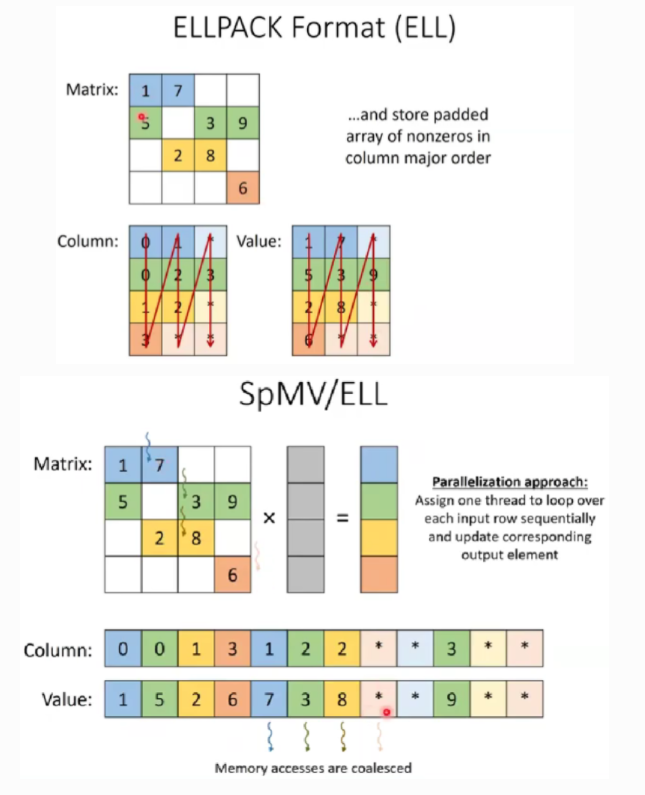 ELLPACK Format (ELL)
Matrix: 1 7
5 3 9
2 8
6
...and store padded
array of nonzeros in
column major order
Column: 0 1 *
0 2 3
1 2 *
3 * *
Value: 1 7 *
5 3 9
2 8 *
6 * *
SpMV/ELL
Matrix: 1 7
5 3 9
2 8
6
×
=
Parallelization approach:
Assign one thread to loop over
each input row sequentially
and update corresponding
output element
Column: 0 0 1 3 1 2 2 * * 3 * *
Value: 1 5 2 6 7 3 8 * * 9 * *
Memory accesses are coalesced